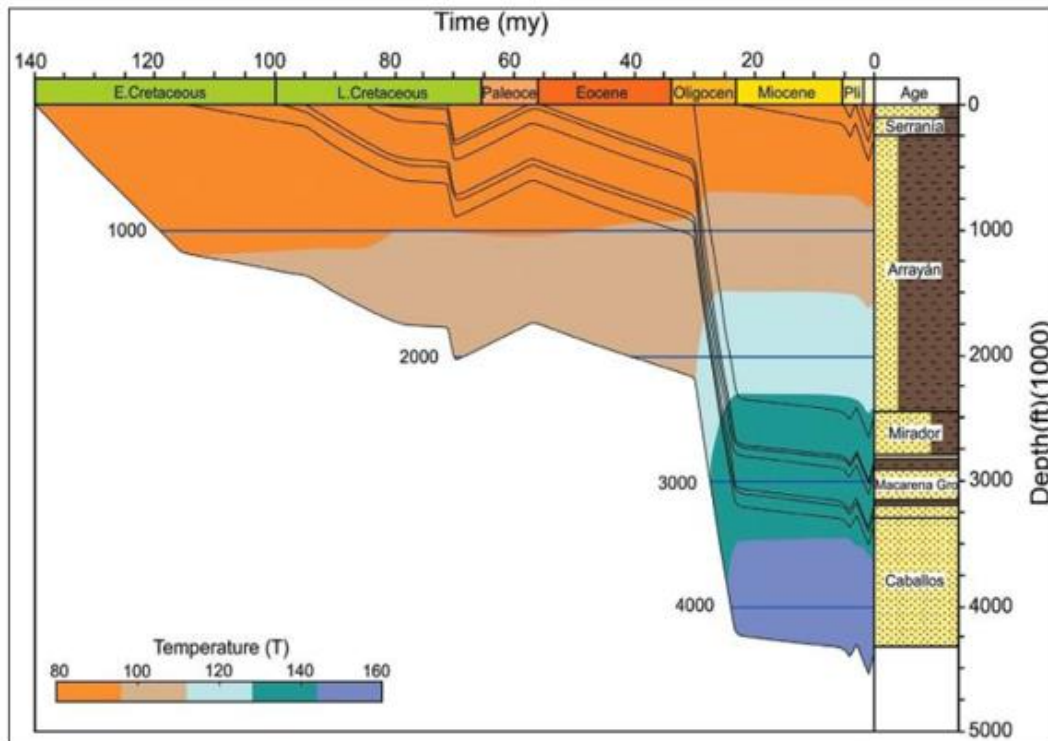 Time (my)
140 120 100 80 60 40 20 0
E.Cretaceous L.Cretaceous Paleoce Eocene Oligocen Miocene Pli Age
0
Serranía
1000
1000
Arrayán
2000
2000
Mirador
3000
3000
Macarena Gro
Caballos
4000
4000
5000
Depth(ft)(1000)
Temperature (T)
80 100 120 140 160